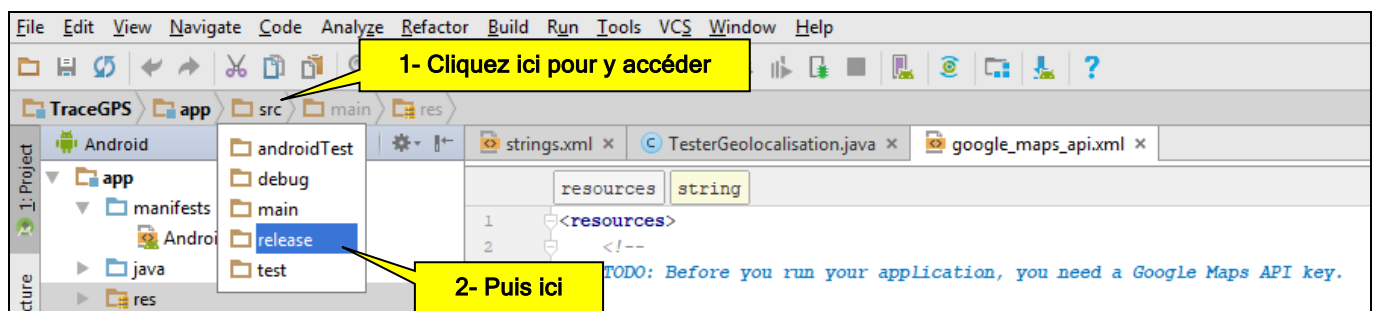 File Edit View Navigate Code Analyze Refactor Build Run Tools VCS Window Help
1- Cliquez ici pour y accéder
?
TraceGPS app src main res
Android
androidTest
debug
main
release
test
1: Project
app
manifests
Androi
java
res
cture
2- Puis ici
strings.xml × TesterGeolocalisation.java × google_maps_api.xml ×
resources string
1 <resources>
2 <!--
TODO: Before you run your application, you need a Google Maps API key.